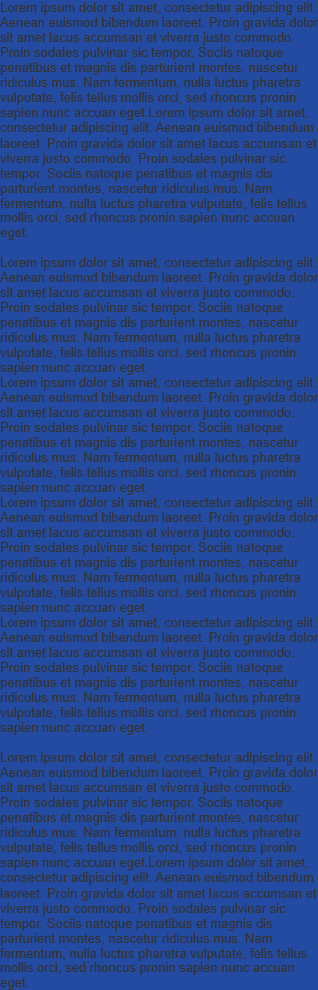 Lorem ipsum dolor sit amet, consectetur adipiscing elit.
Aenean euismod bibendum laoreet. Proin gravida dolor
sit amet lacus accumsan et viverra justo commodo.
Proin sodales pulvinar sic tempor. Sociis natoque
penatibus et magnis dis parturient montes, nascetur
ridiculus mus. Nam fermentum, nulla luctus pharetra
vulputate, felis tellus mollis orci, sed rhoncus pronin
sapien nunc accuan eget.Lorem ipsum dolor sit amet,
consectetur adipiscing elit. Aenean euismod bibendum
laoreet. Proin gravida dolor sit amet lacus accumsan et
viverra justo commodo. Proin sodales pulvinar sic
tempor. Sociis natoque penatibus et magnis dis
parturient montes, nascetur ridiculus mus. Nam
fermentum, nulla luctus pharetra vulputate, felis tellus
mollis orci, sed rhoncus pronin sapien nunc accuan
eget.

Lorem ipsum dolor sit amet, consectetur adipiscing elit.
Aenean euismod bibendum laoreet. Proin gravida dolor
sit amet lacus accumsan et viverra justo commodo.
Proin sodales pulvinar sic tempor. Sociis natoque
penatibus et magnis dis parturient montes, nascetur
ridiculus mus. Nam fermentum, nulla luctus pharetra
vulputate, felis tellus mollis orci, sed rhoncus pronin
sapien nunc accuan eget.
Lorem ipsum dolor sit amet, consectetur adipiscing elit.
Aenean euismod bibendum laoreet. Proin gravida dolor
sit amet lacus accumsan et viverra justo commodo.
Proin sodales pulvinar sic tempor. Sociis natoque
penatibus et magnis dis parturient montes, nascetur
ridiculus mus. Nam fermentum, nulla luctus pharetra
vulputate, felis tellus mollis orci, sed rhoncus pronin
sapien nunc accuan eget.
Lorem ipsum dolor sit amet, consectetur adipiscing elit.
Aenean euismod bibendum laoreet. Proin gravida dolor
sit amet lacus accumsan et viverra justo commodo.
Proin sodales pulvinar sic tempor. Sociis natoque
penatibus et magnis dis parturient montes, nascetur
ridiculus mus. Nam fermentum, nulla luctus pharetra
vulputate, felis tellus mollis orci, sed rhoncus pronin
sapien nunc accuan eget.
Lorem ipsum dolor sit amet, consectetur adipiscing elit.
Aenean euismod bibendum laoreet. Proin gravida dolor
sit amet lacus accumsan et viverra justo commodo.
Proin sodales pulvinar sic tempor. Sociis natoque
penatibus et magnis dis parturient montes, nascetur
ridiculus mus. Nam fermentum, nulla luctus pharetra
vulputate, felis tellus mollis orci, sed rhoncus pronin
sapien nunc accuan eget.

Lorem ipsum dolor sit amet, consectetur adipiscing elit.
Aenean euismod bibendum laoreet. Proin gravida dolor
sit amet lacus accumsan et viverra justo commodo.
Proin sodales pulvinar sic tempor. Sociis natoque
penatibus et magnis dis parturient montes, nascetur
ridiculus mus. Nam fermentum, nulla luctus pharetra
vulputate, felis tellus mollis orci, sed rhoncus pronin
sapien nunc accuan eget.Lorem ipsum dolor sit amet,
consectetur adipiscing elit. Aenean euismod bibendum
laoreet. Proin gravida dolor sit amet lacus accumsan et
viverra justo commodo. Proin sodales pulvinar sic
tempor. Sociis natoque penatibus et magnis dis
parturient montes, nascetur ridiculus mus. Nam
fermentum, nulla luctus pharetra vulputate, felis tellus
mollis orci, sed rhoncus pronin sapien nunc accuan
eget.